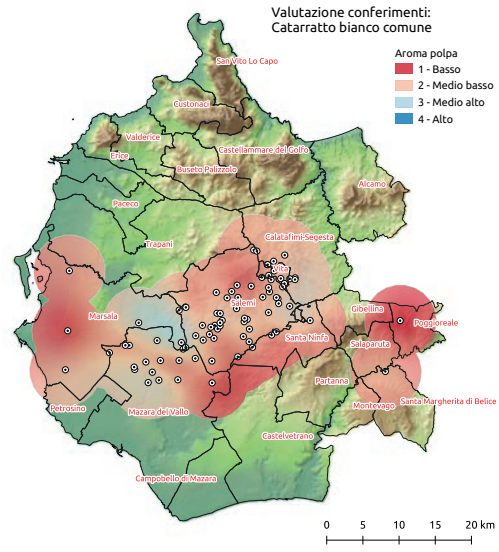 Valutazione conferimenti:
Catarratto bianco comune
Aroma polpa
1 - Basso
2 - Medio basso
3 - Medio alto
4 - Alto
San Vito Lo Capo
Custonaci
Valderice
Castellammare del Golfo
Erice
Buseto Palizzolo
Alcamo
Paceco
Calatafimi-Segesta
Trapani
Vita
Salemi
Marsala
Gibellina
Poggioreale
Santa Ninfa
Salaparuta
Partanna
Santa Margherita di Belice
Petrosino
Mazara del Vallo
Montevago
Castelvetrano
Campobello di Mazara
0 5 10 15 20 km